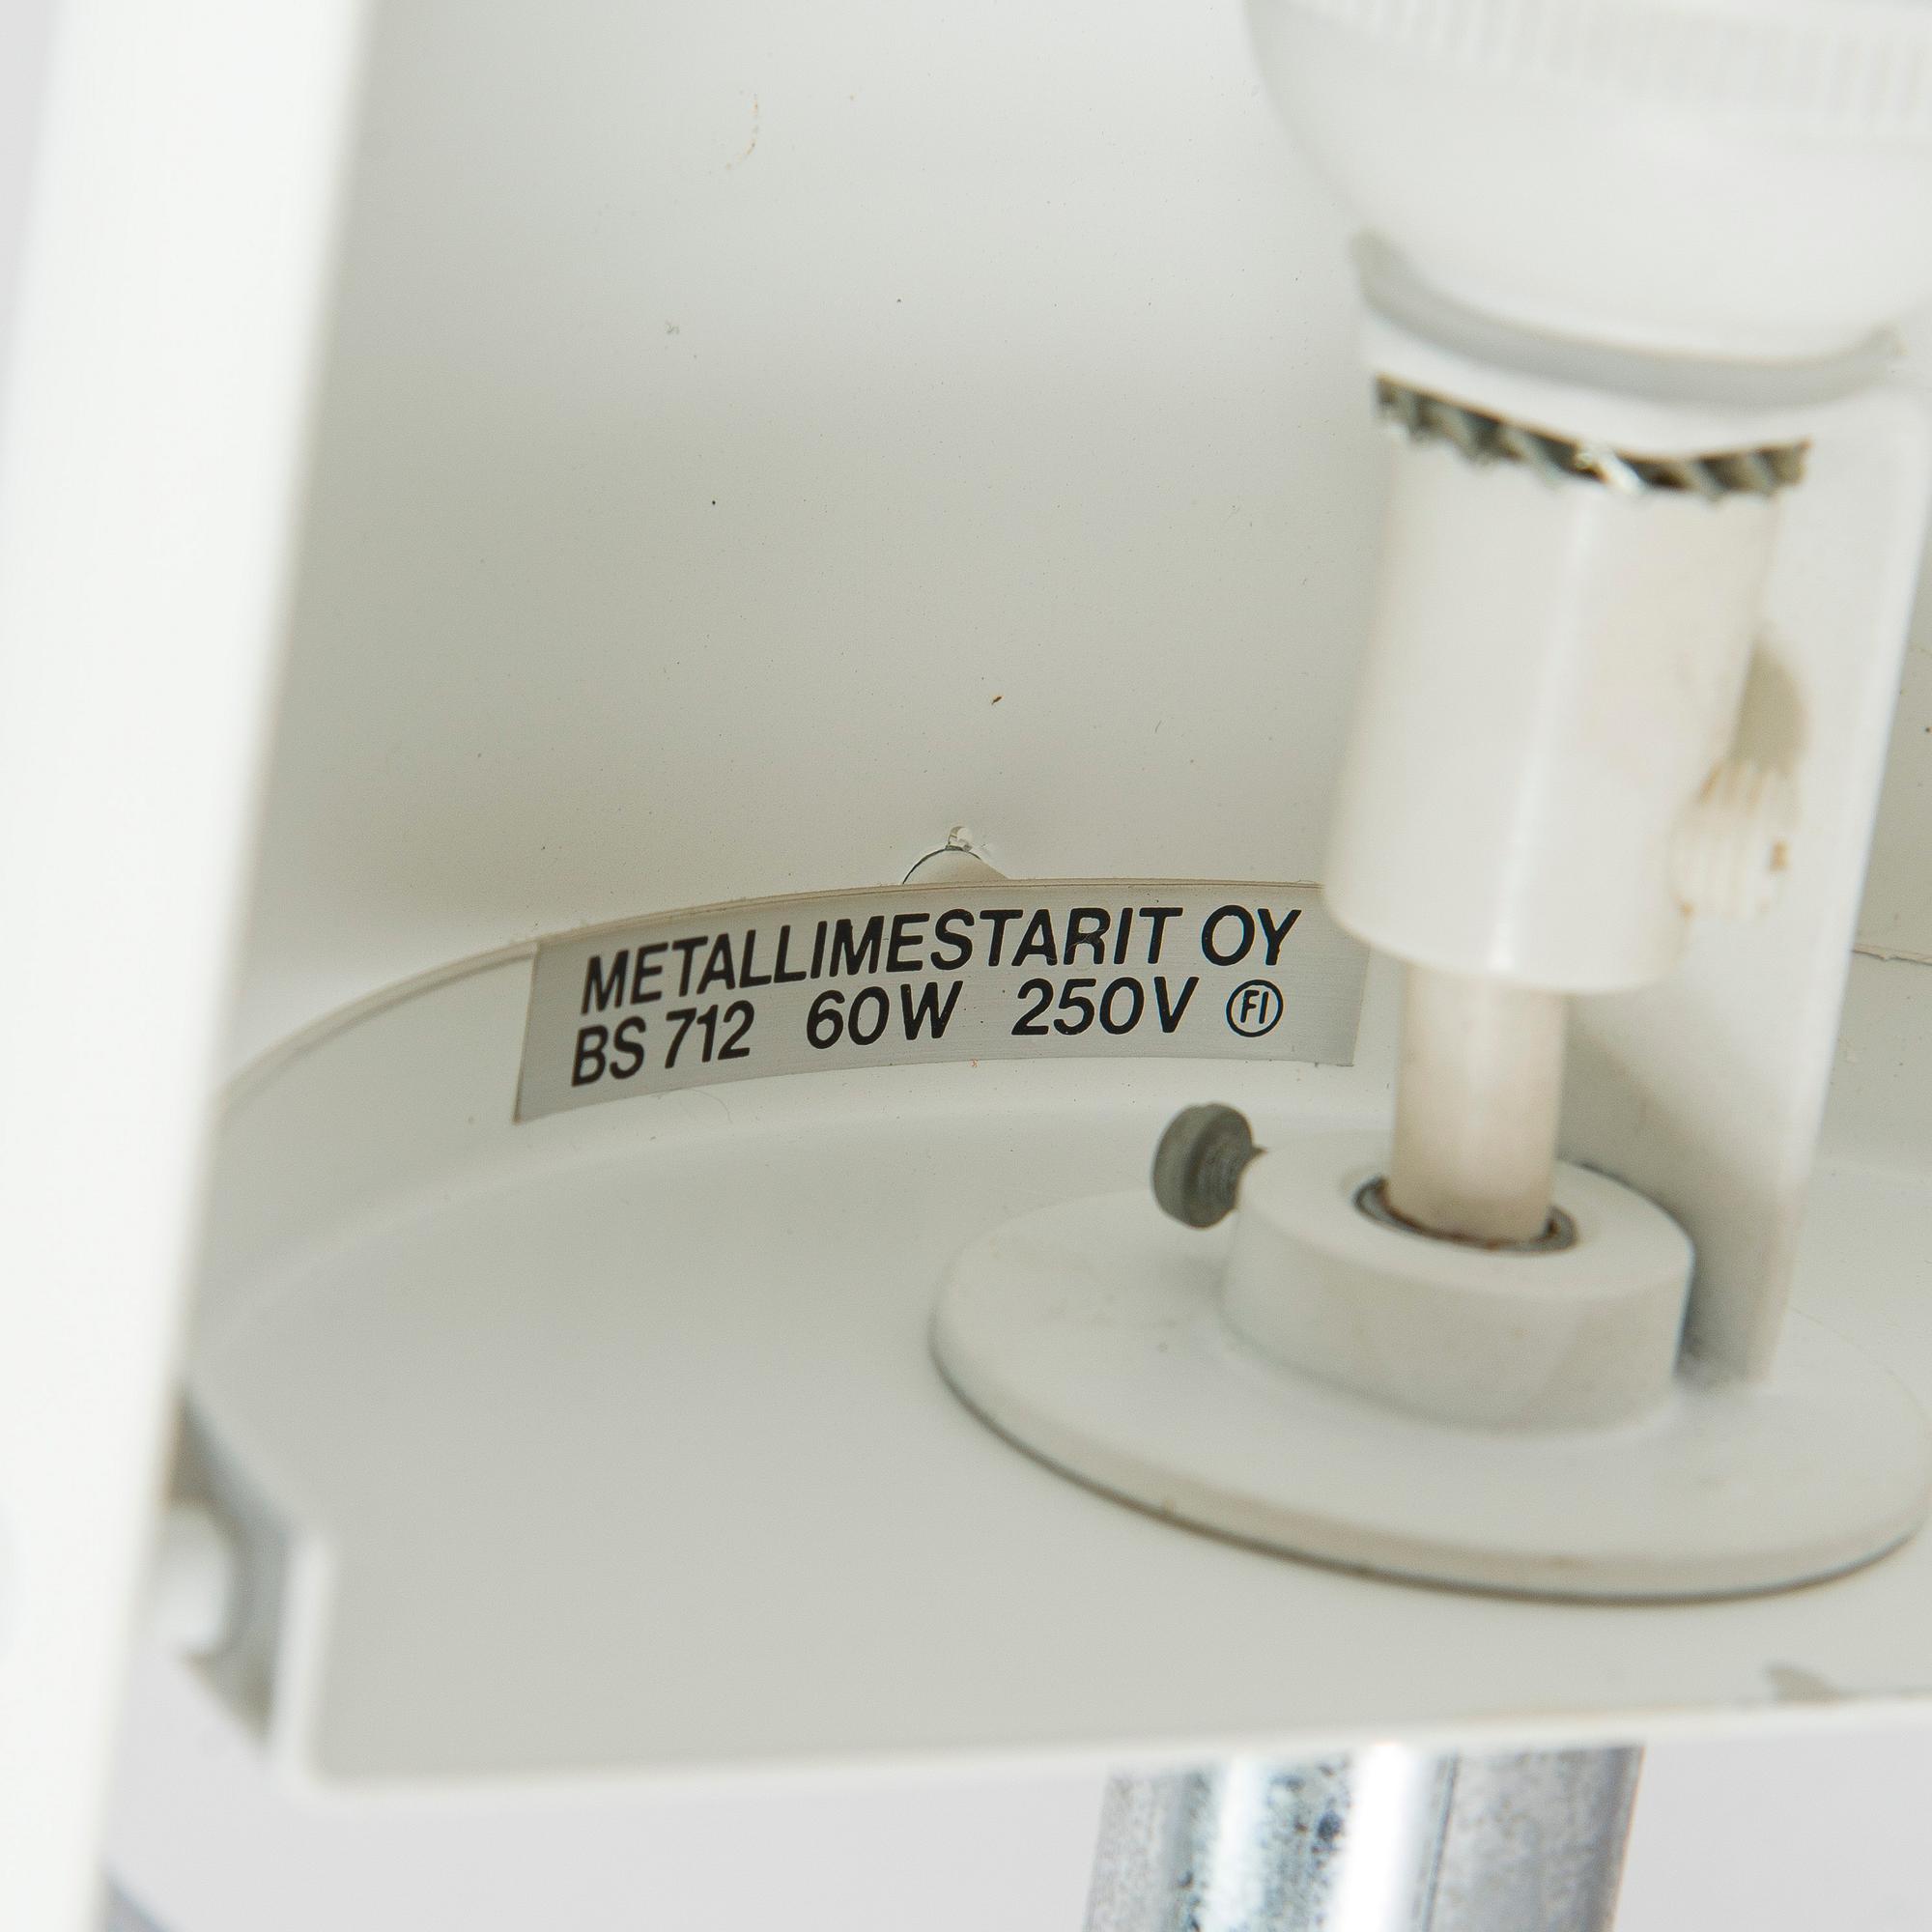 METALLIMESTARIT OY
BS 712 60W 250V FI